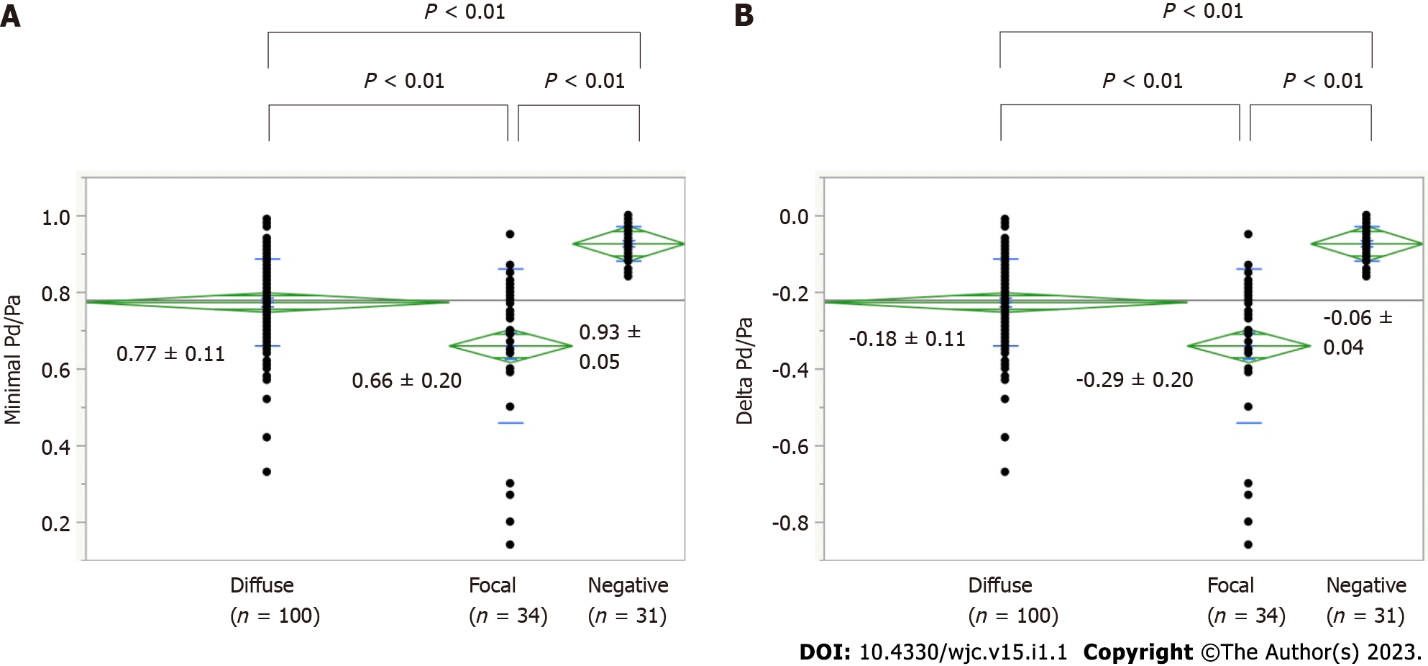 A
P < 0.01
P < 0.01
P < 0.01
Minimal Pd/Pa
1.0
0.8
0.6
0.4
0.2
0.77 ± 0.11
0.66 ± 0.20
0.93 ±
0.05
Diffuse
(n = 100)
Focal
(n = 34)
Negative
(n = 31)
B
P < 0.01
P < 0.01
P < 0.01
Delta Pd/Pa
0.0
-0.2
-0.4
-0.6
-0.8
-0.18 ± 0.11
-0.29 ± 0.20
-0.06 ±
0.04
Diffuse
(n = 100)
Focal
(n = 34)
Negative
(n = 31)
DOI: 10.4330/wjc.v15.i1.1 Copyright ©The Author(s) 2023.